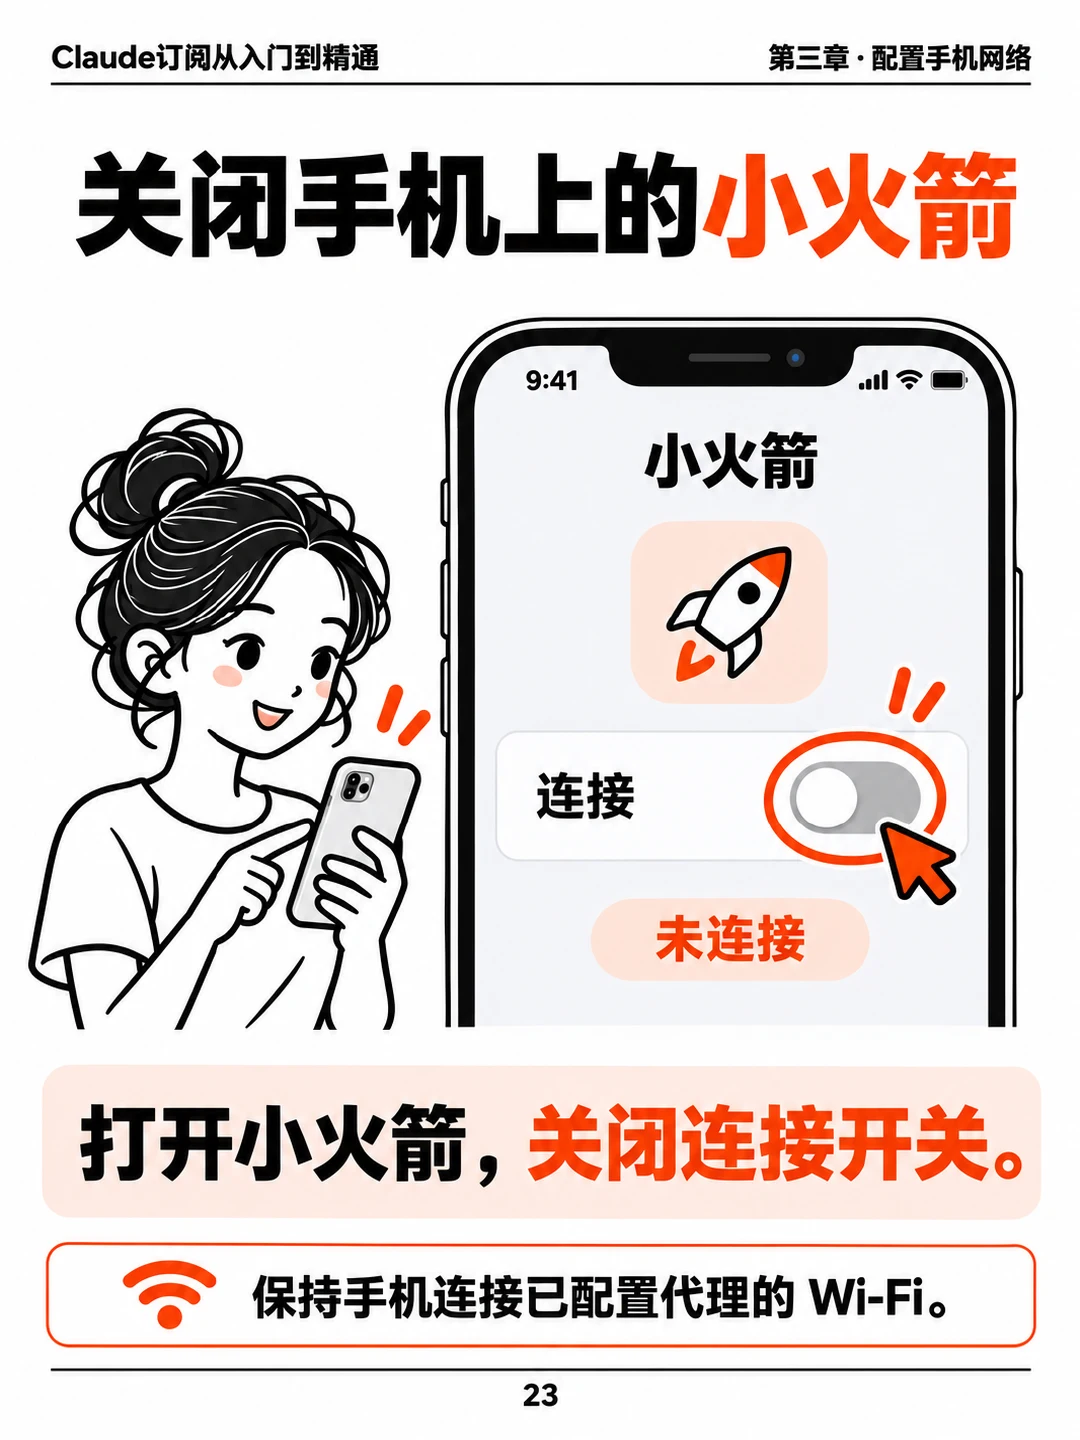 Claude订阅从入门到精通
第三章 · 配置手机网络
关闭手机上的小火箭
9:41
小火箭
连接
未连接
打开小火箭，关闭连接开关。
保持手机连接已配置代理的 Wi-Fi。
23